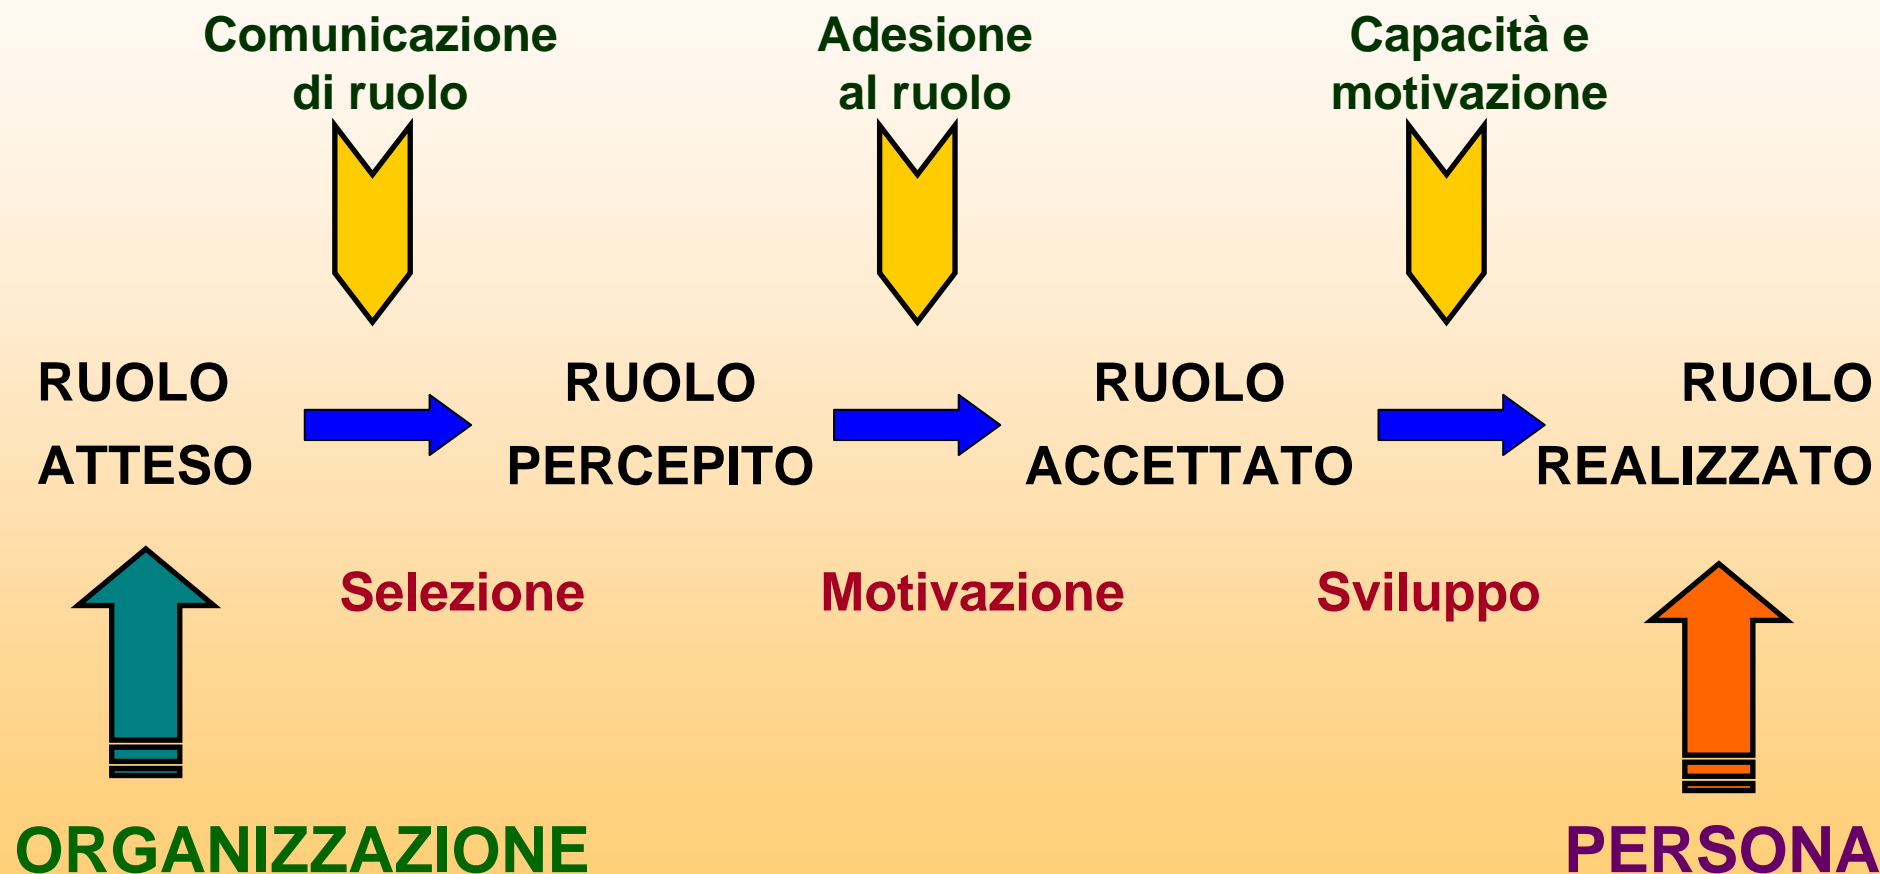 Comunicazione
di ruolo
Adesione
al ruolo
Capacità e
motivazione
RUOLO
ATTESO
RUOLO
PERCEPITO
RUOLO
ACCETTATO
RUOLO
REALIZZATO
Selezione
Motivazione
Sviluppo
ORGANIZZAZIONE
PERSONA